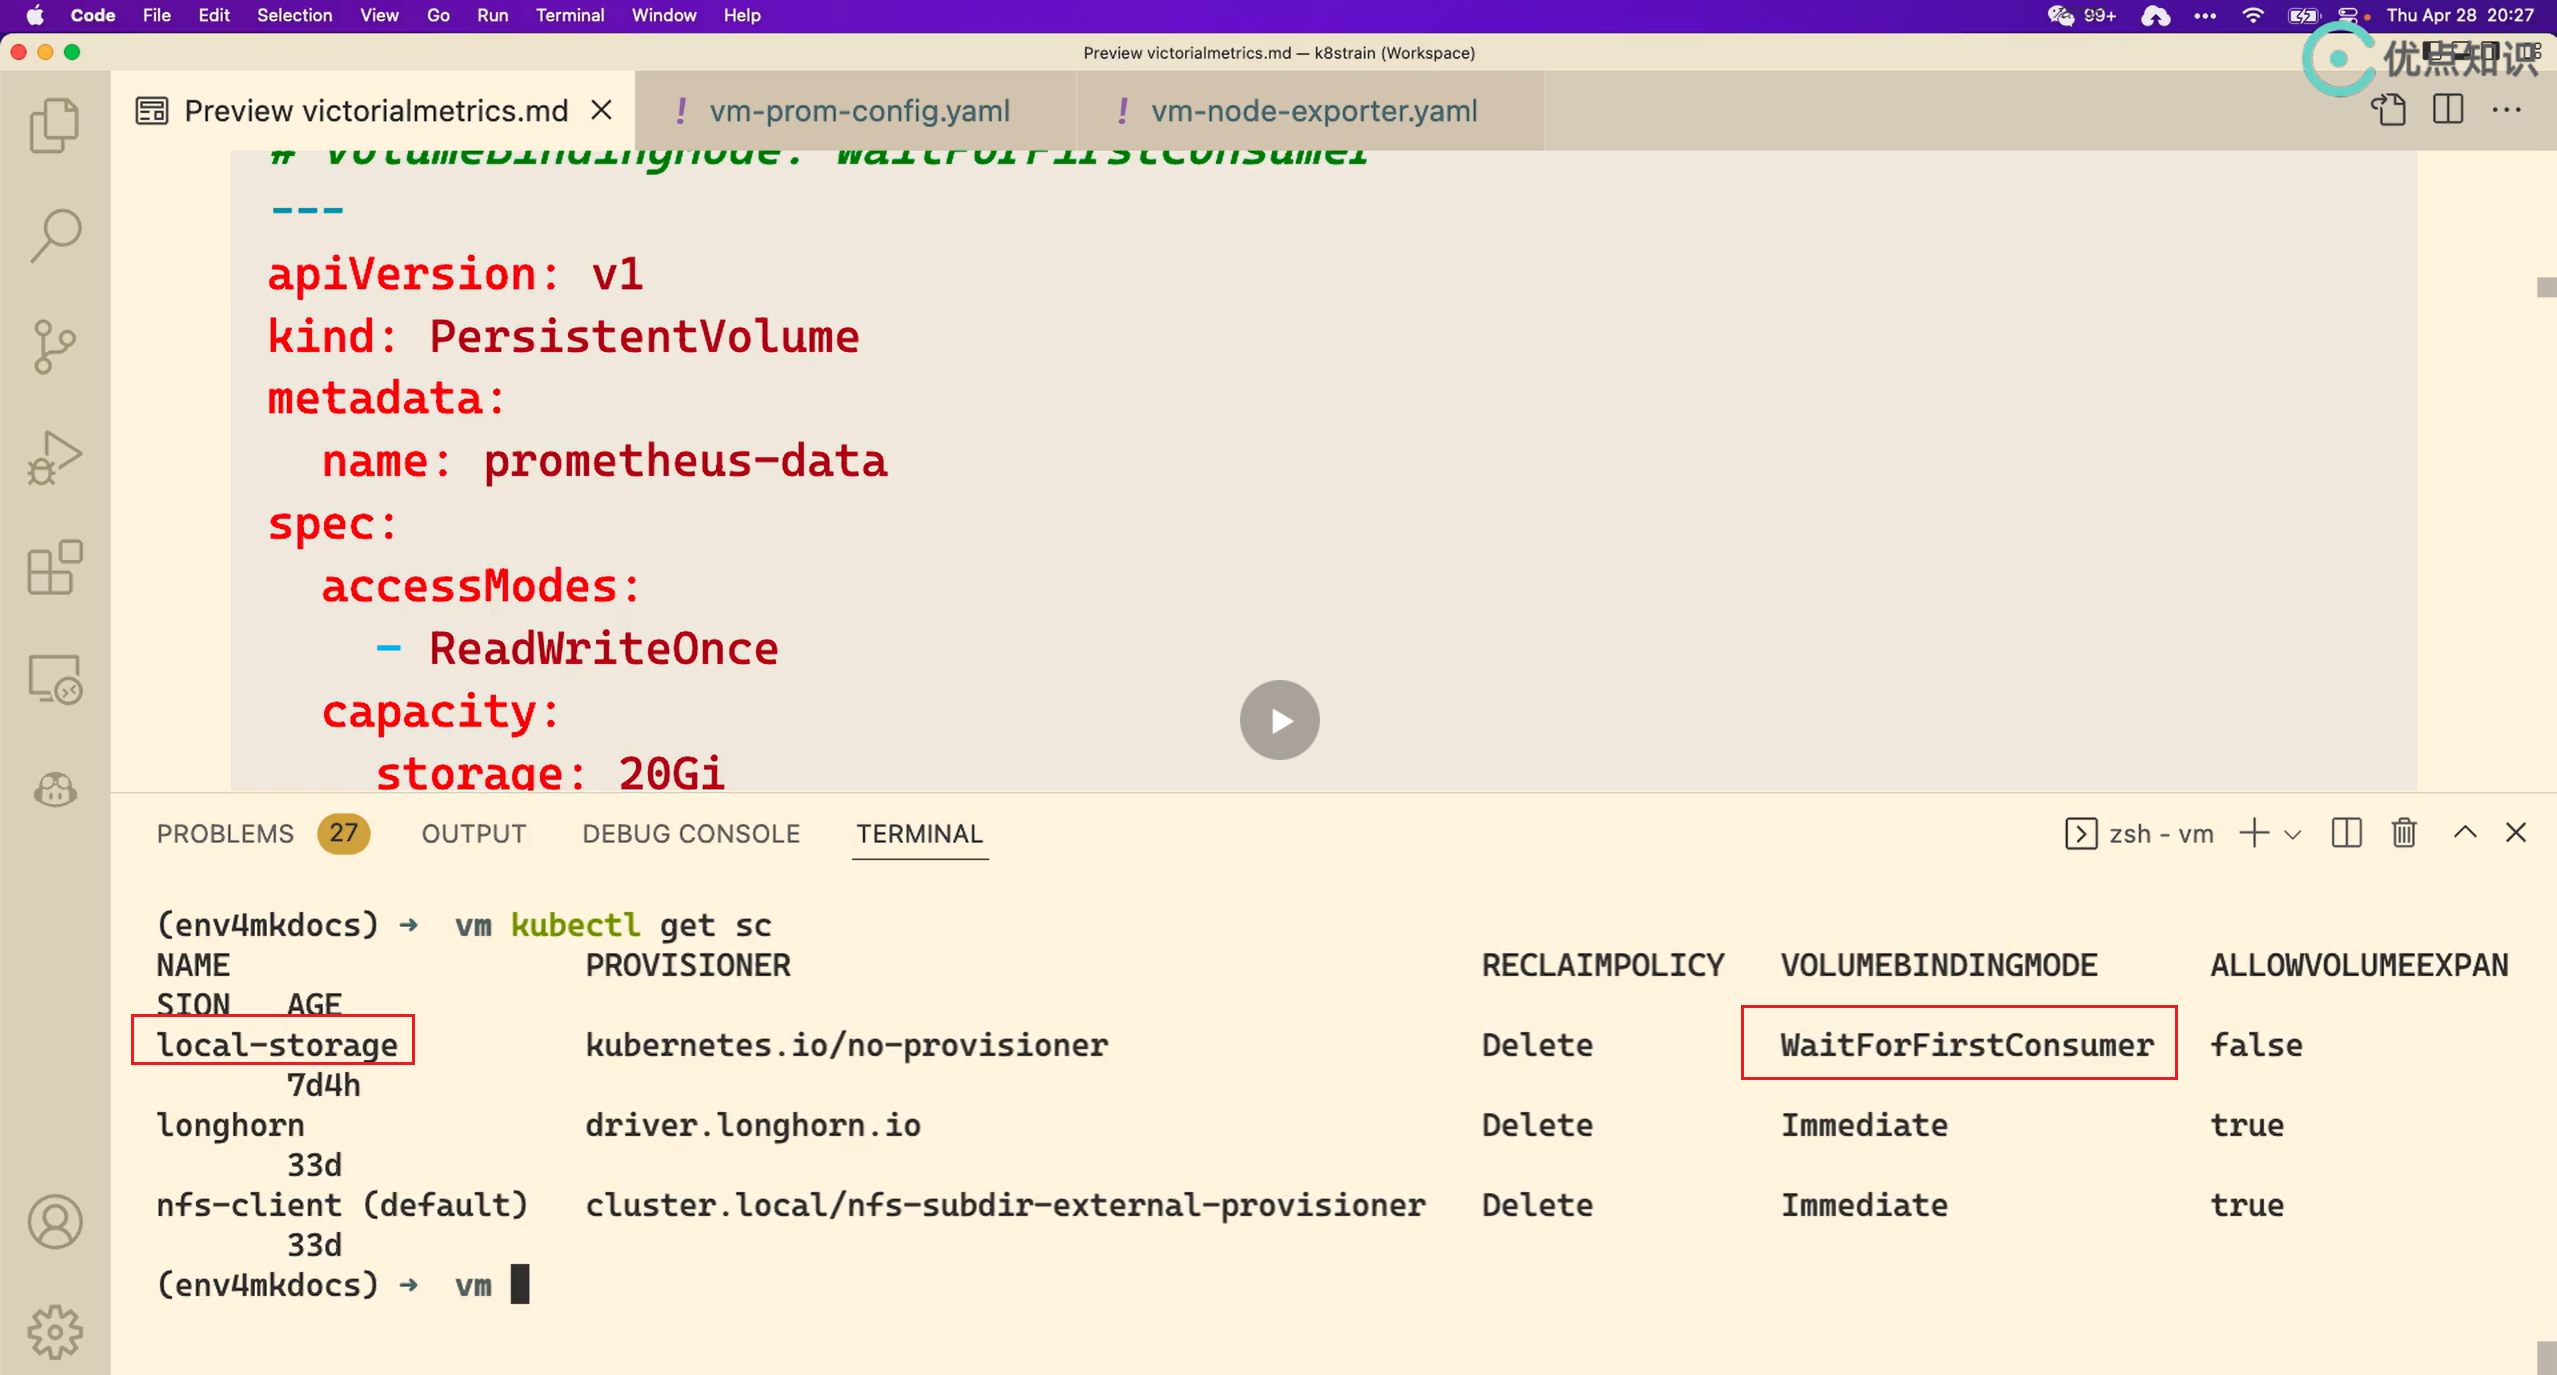 Code File Edit Selection View Go Run Terminal Window Help 99+ Thu Apr 28 20:27
Preview victorialmetrics.md — k8strain (Workspace)
优点知识
Preview victorialmetrics.md ! vm-prom-config.yaml ! vm-node-exporter.yaml
# volumeBindingMode: WaitForFirstConsumer
---
apiVersion: v1
kind: PersistentVolume
metadata:
name: prometheus-data
spec:
accessModes:
- ReadWriteOnce
capacity:
storage: 20Gi
PROBLEMS 27 OUTPUT DEBUG CONSOLE TERMINAL zsh - vm
(env4mkdocs) → vm kubectl get sc
NAME PROVISIONER RECLAIMPOLICY VOLUMEBINDINGMODE ALLOWVOLUMEEXPAN
SION AGE
local-storage kubernetes.io/no-provisioner Delete WaitForFirstConsumer false
7d4h
longhorn driver.longhorn.io Delete Immediate true
33d
nfs-client (default) cluster.local/nfs-subdir-external-provisioner Delete Immediate true
33d
(env4mkdocs) → vm